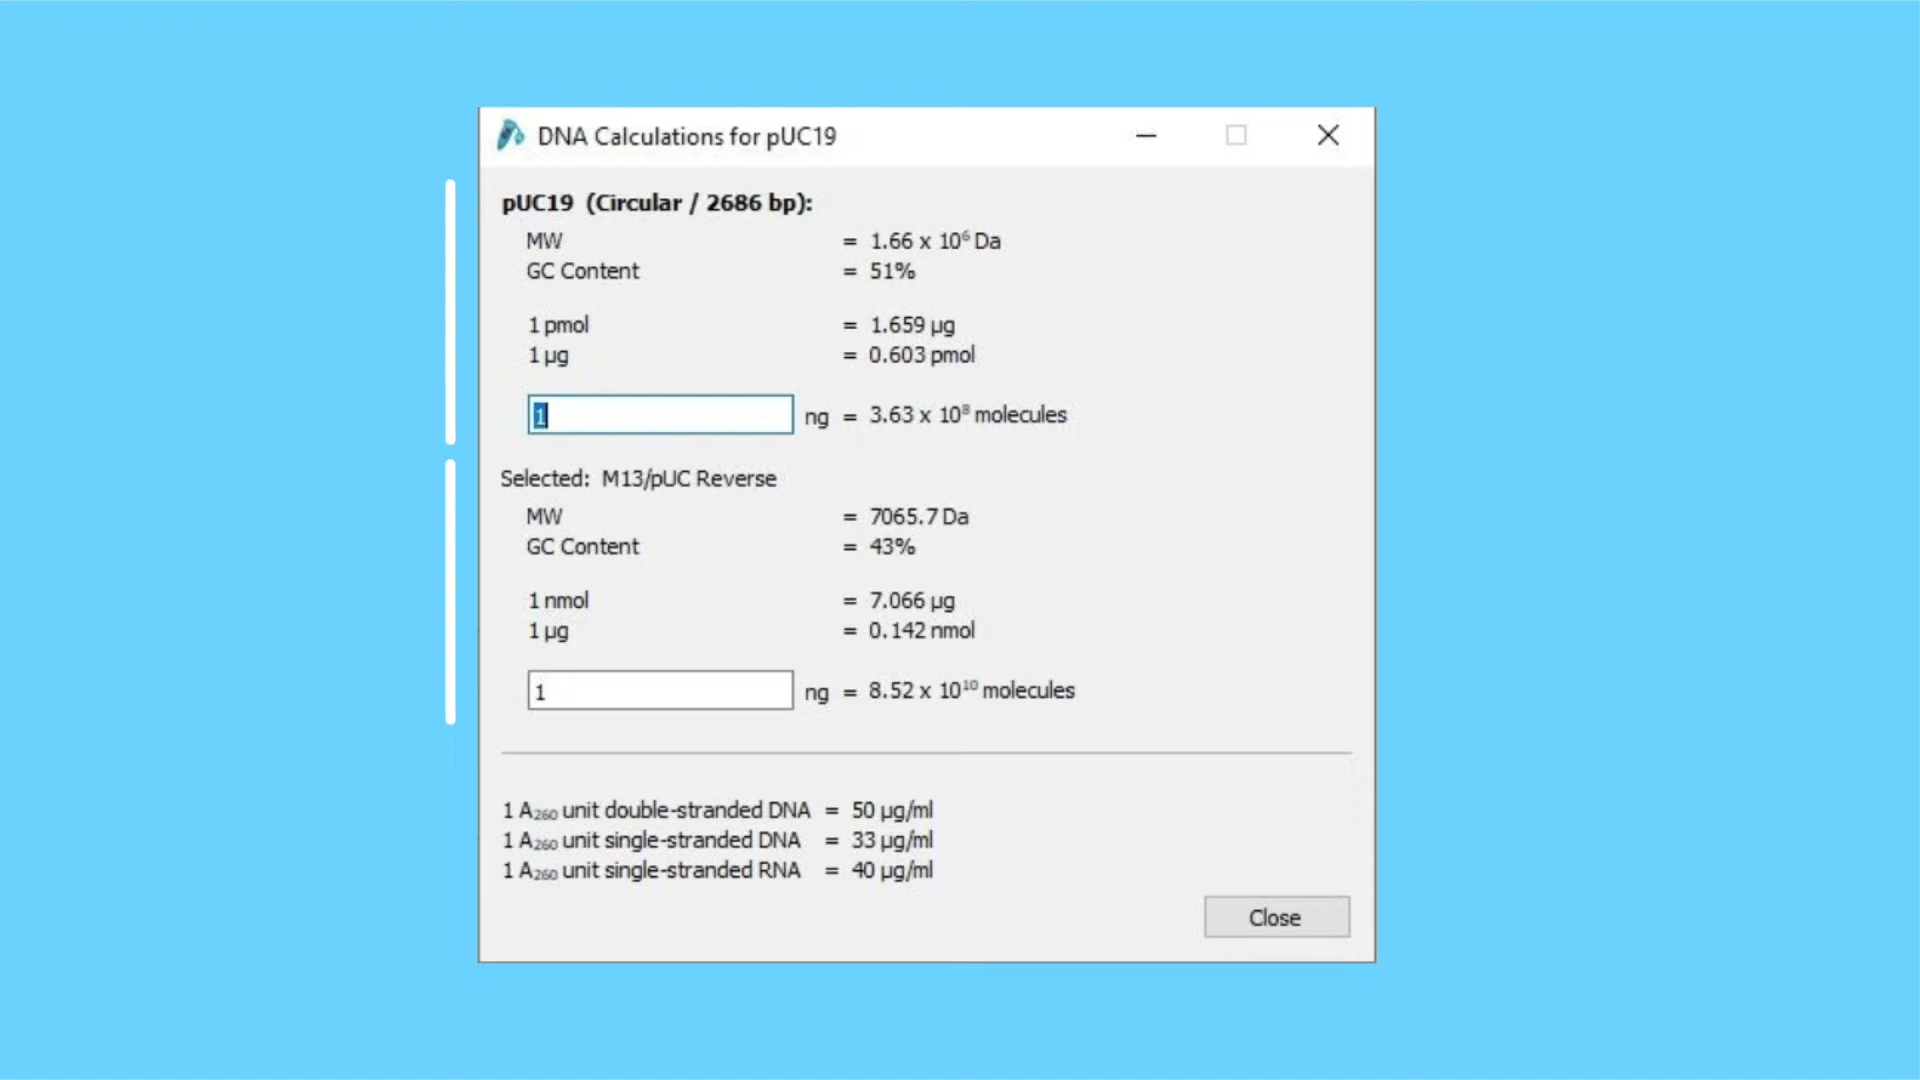 DNA Calculations for pUC19
pUC19 (Circular / 2686 bp):
MW = 1.66 x 10⁶ Da
GC Content = 51%
1 pmol = 1.659 µg
1 µg = 0.603 pmol
1 ng = 3.63 x 10⁸ molecules
Selected: M13/pUC Reverse
MW = 7065.7 Da
GC Content = 43%
1 nmol = 7.066 µg
1 µg = 0.142 nmol
1 ng = 8.52 x 10¹⁰ molecules
1 A₂₆₀ unit double-stranded DNA = 50 µg/ml
1 A₂₆₀ unit single-stranded DNA = 33 µg/ml
1 A₂₆₀ unit single-stranded RNA = 40 µg/ml
Close